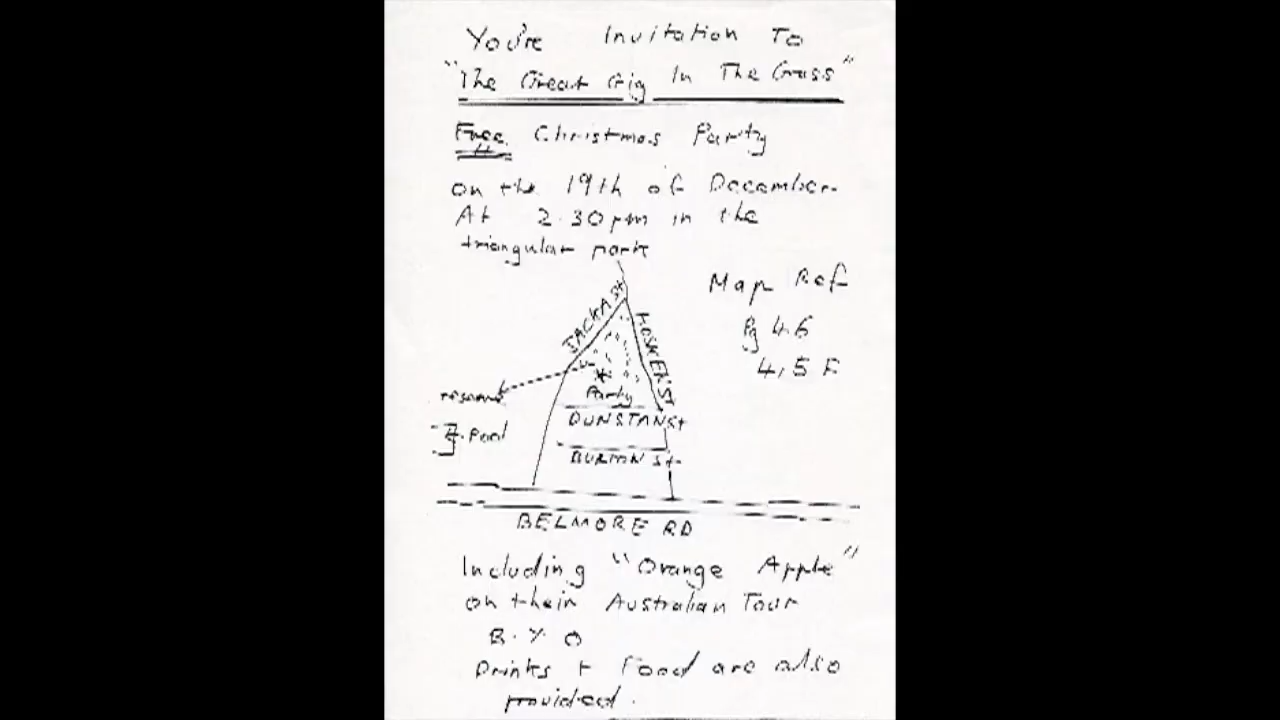 You're Invitation To
"The Great Gig In The Grass"
Free Christmas Party
on the 19th of December.
At 2.30pm in the
triangular park
Map Ref
Pg 46
4,5 F
JACKA St
HOSKEN St
Party
DUNSTAN St
BURMAN St
BELMORE RD
Including "Orange Apple"
on their Australian Tour
B.Y.O
Drinks + Food are also
provided.